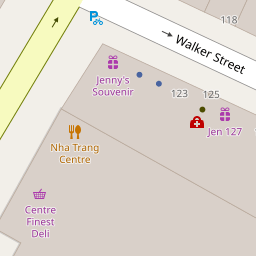 118
→ Walker Street
Jenny's
Souvenir
123
125
Jen 127
Nha Trang
Centre
Centre
Finest
Deli